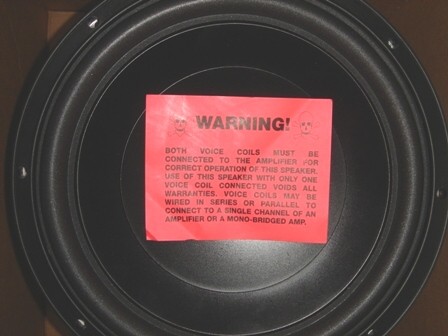 WARNING!
BOTH VOICE COILS MUST BE
CONNECTED TO THE AMPLIFIER FOR
CORRECT OPERATION OF THIS SPEAKER.
USE OF THIS SPEAKER WITH ONLY ONE
VOICE COIL CONNECTED VOIDS ALL
WARRANTIES. VOICE COILS MAY BE
WIRED IN SERIES OR PARALLEL TO
CONNECT TO A SINGLE CHANNEL OF AN
AMPLIFIER OR A MONO-BRIDGED AMP.